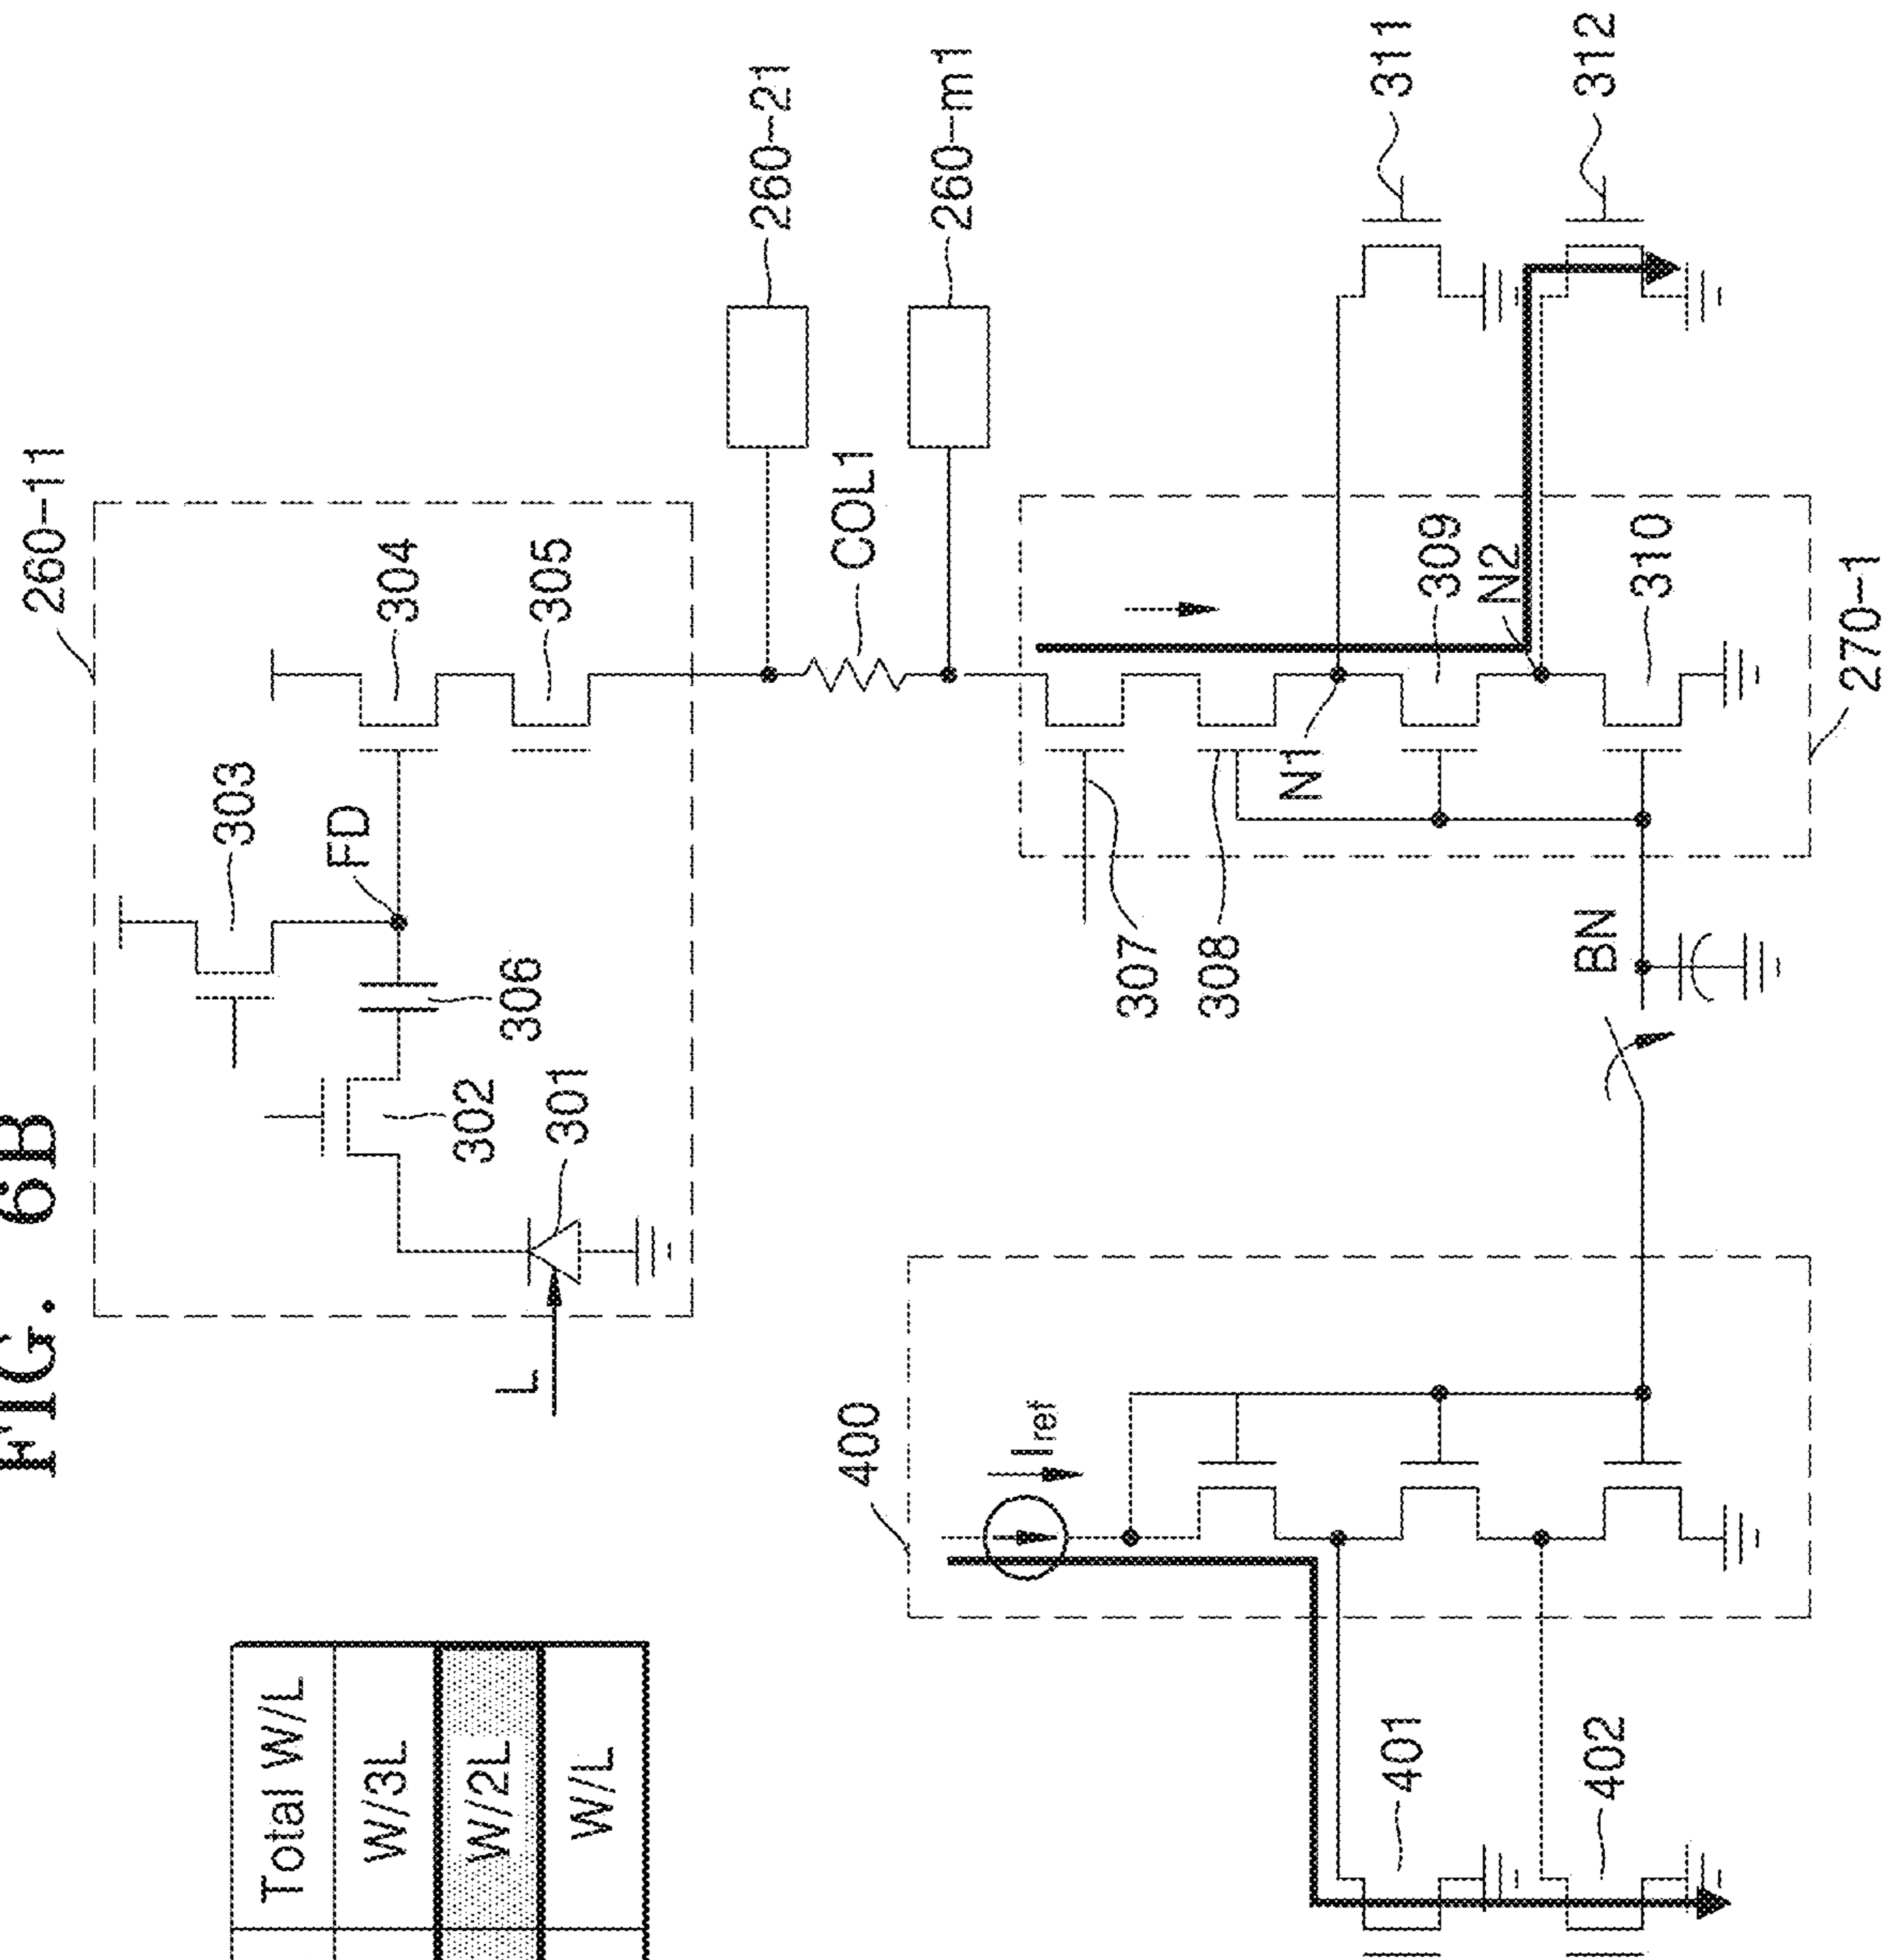 FIG. 6B
Total W/L
W/3L
W/2L
W/L
260-11
303
304
FD
305
306
302
301
L
260-21
COL1
260-m1
400
Iref
307
308
N1
309
N2
310
BN
270-1
311
312
401
402